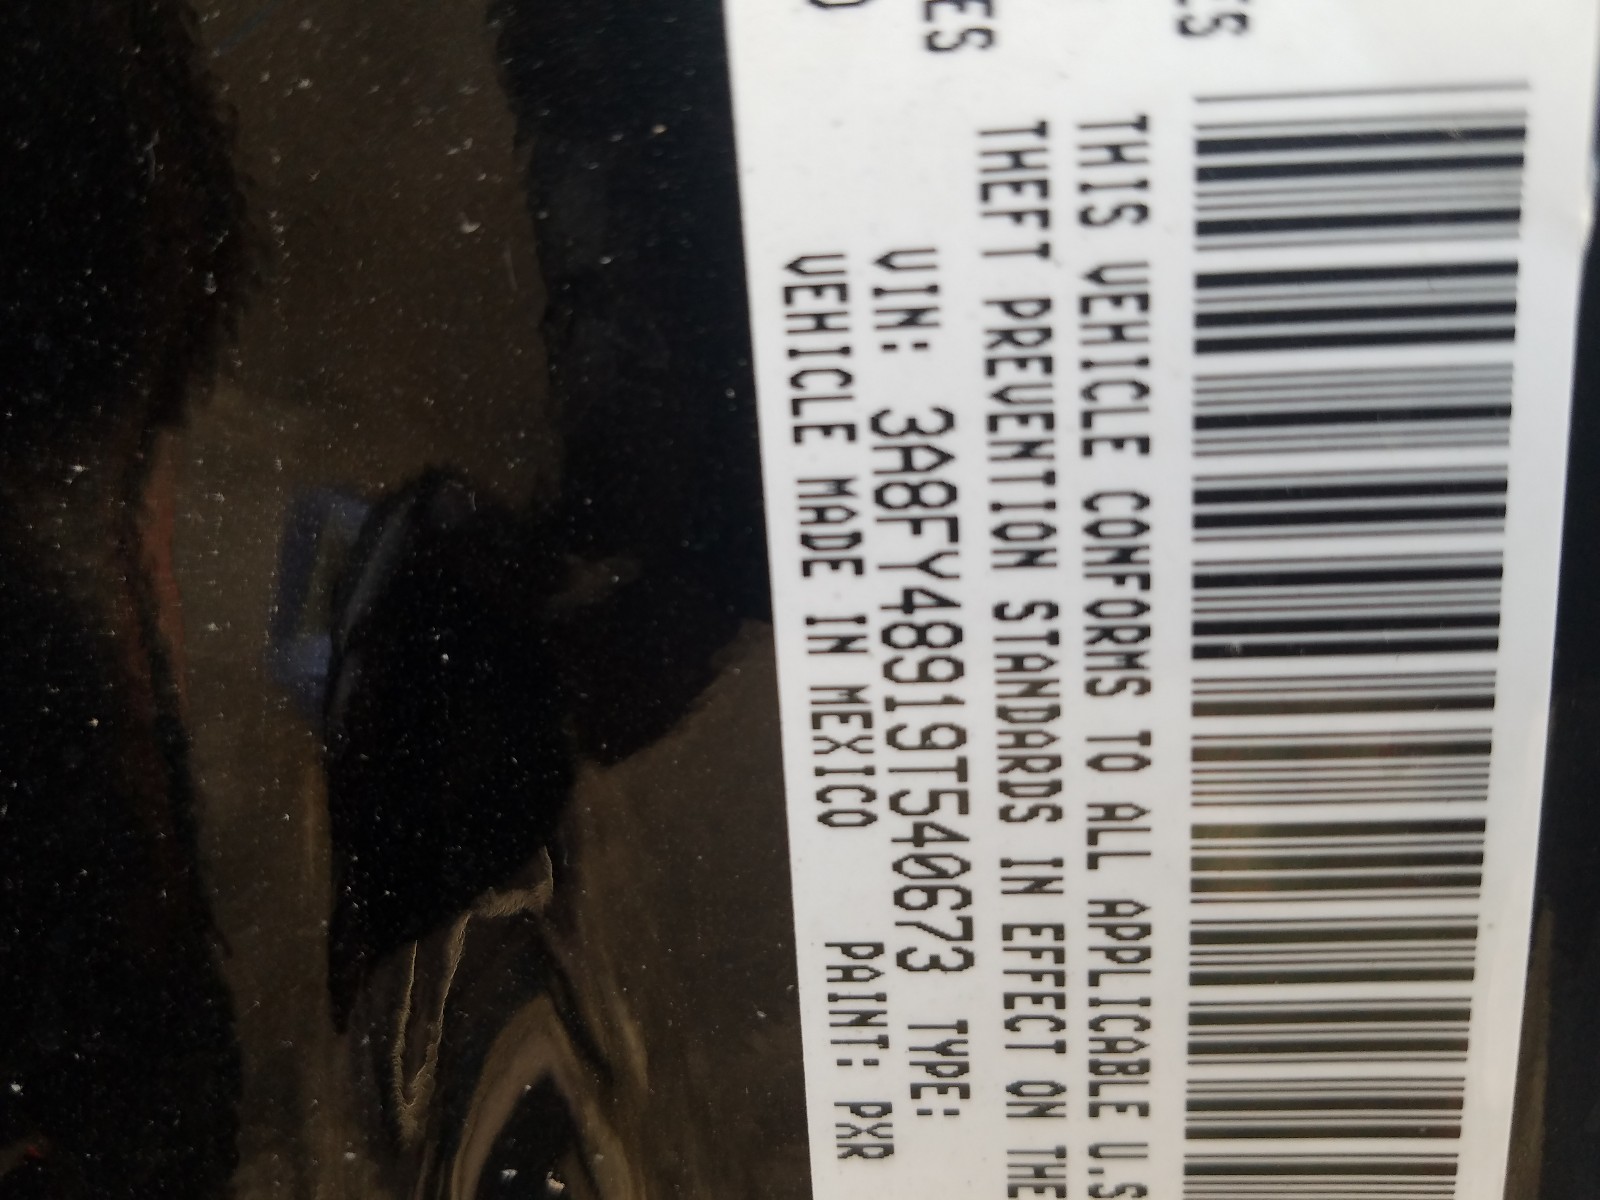 ES
THIS VEHICLE CONFORMS TO ALL APPLICABLE U.S
THEFT PREVENTION STANDARDS IN EFFECT ON THE
VIN: 3A8FY48919T540673 TYPE:
VEHICLE MADE IN MEXICO PAINT: PXR